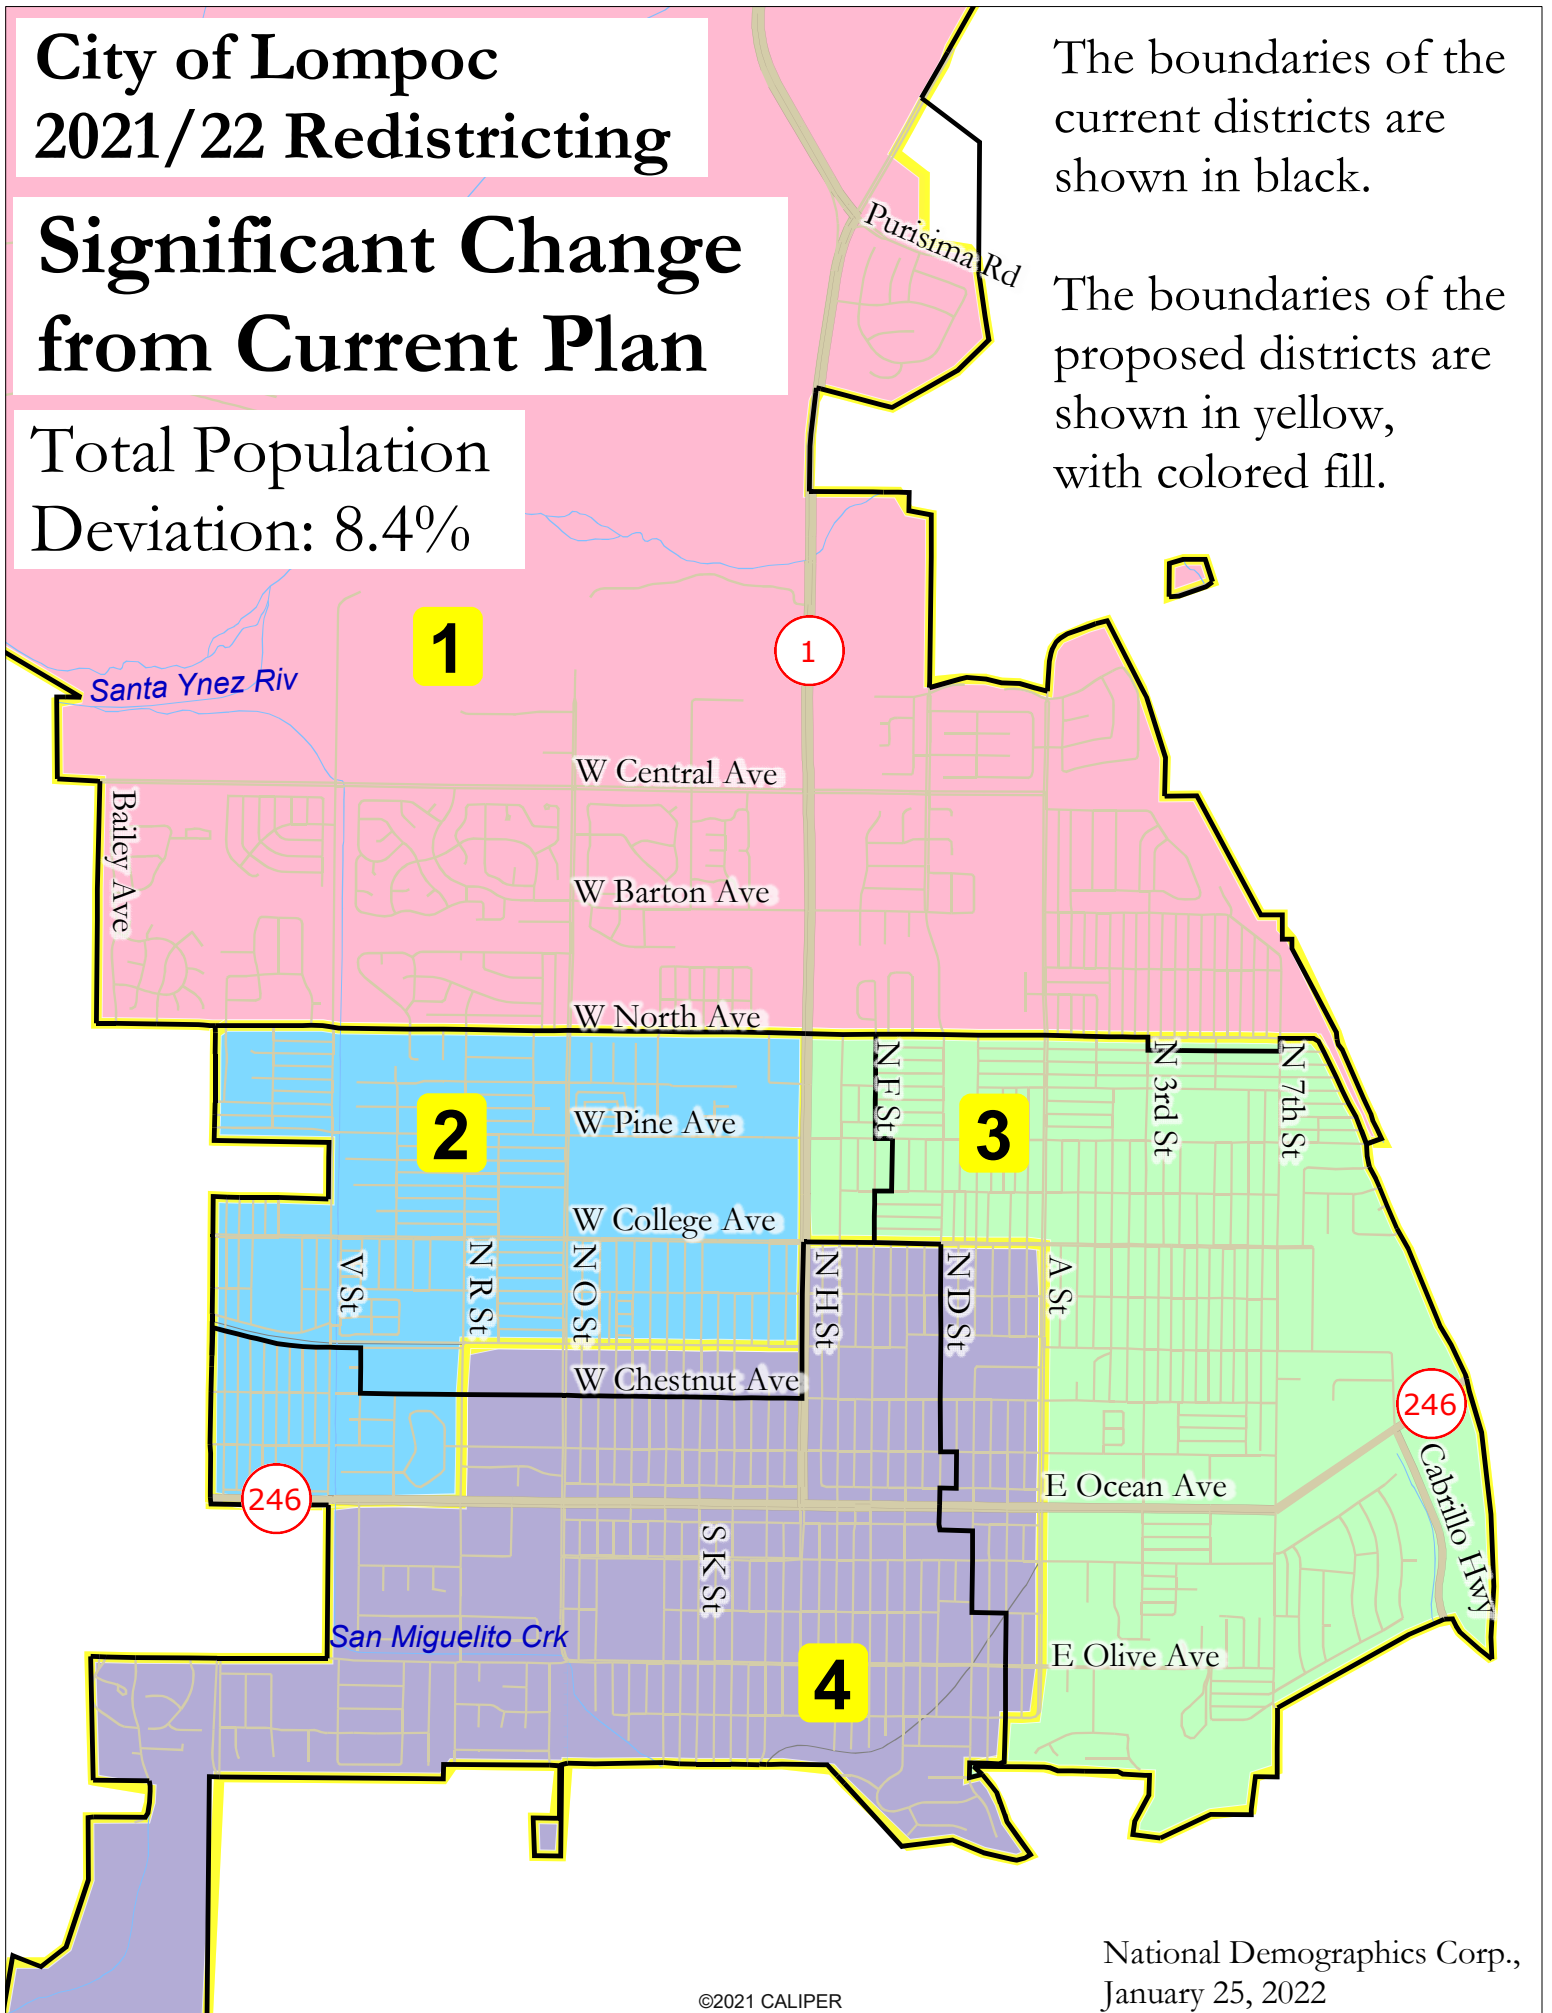 City of Lompoc
2021/22 Redistricting
Significant Change
from Current Plan
Total Population
Deviation: 8.4%
The boundaries of the
current districts are
shown in black.
The boundaries of the
proposed districts are
shown in yellow,
with colored fill.
Purisima Rd
1
1
Santa Ynez Riv
W Central Ave
Bailey Ave
W Barton Ave
W North Ave
N F St
N 3rd St
N 7th St
2
W Pine Ave
3
W College Ave
V St
N R St
N O St
N H St
N D St
A St
W Chestnut Ave
246
Cabrillo Hwy
E Ocean Ave
246
S K St
San Miguelito Crk
E Olive Ave
4
National Demographics Corp.,
January 25, 2022
©2021 CALIPER